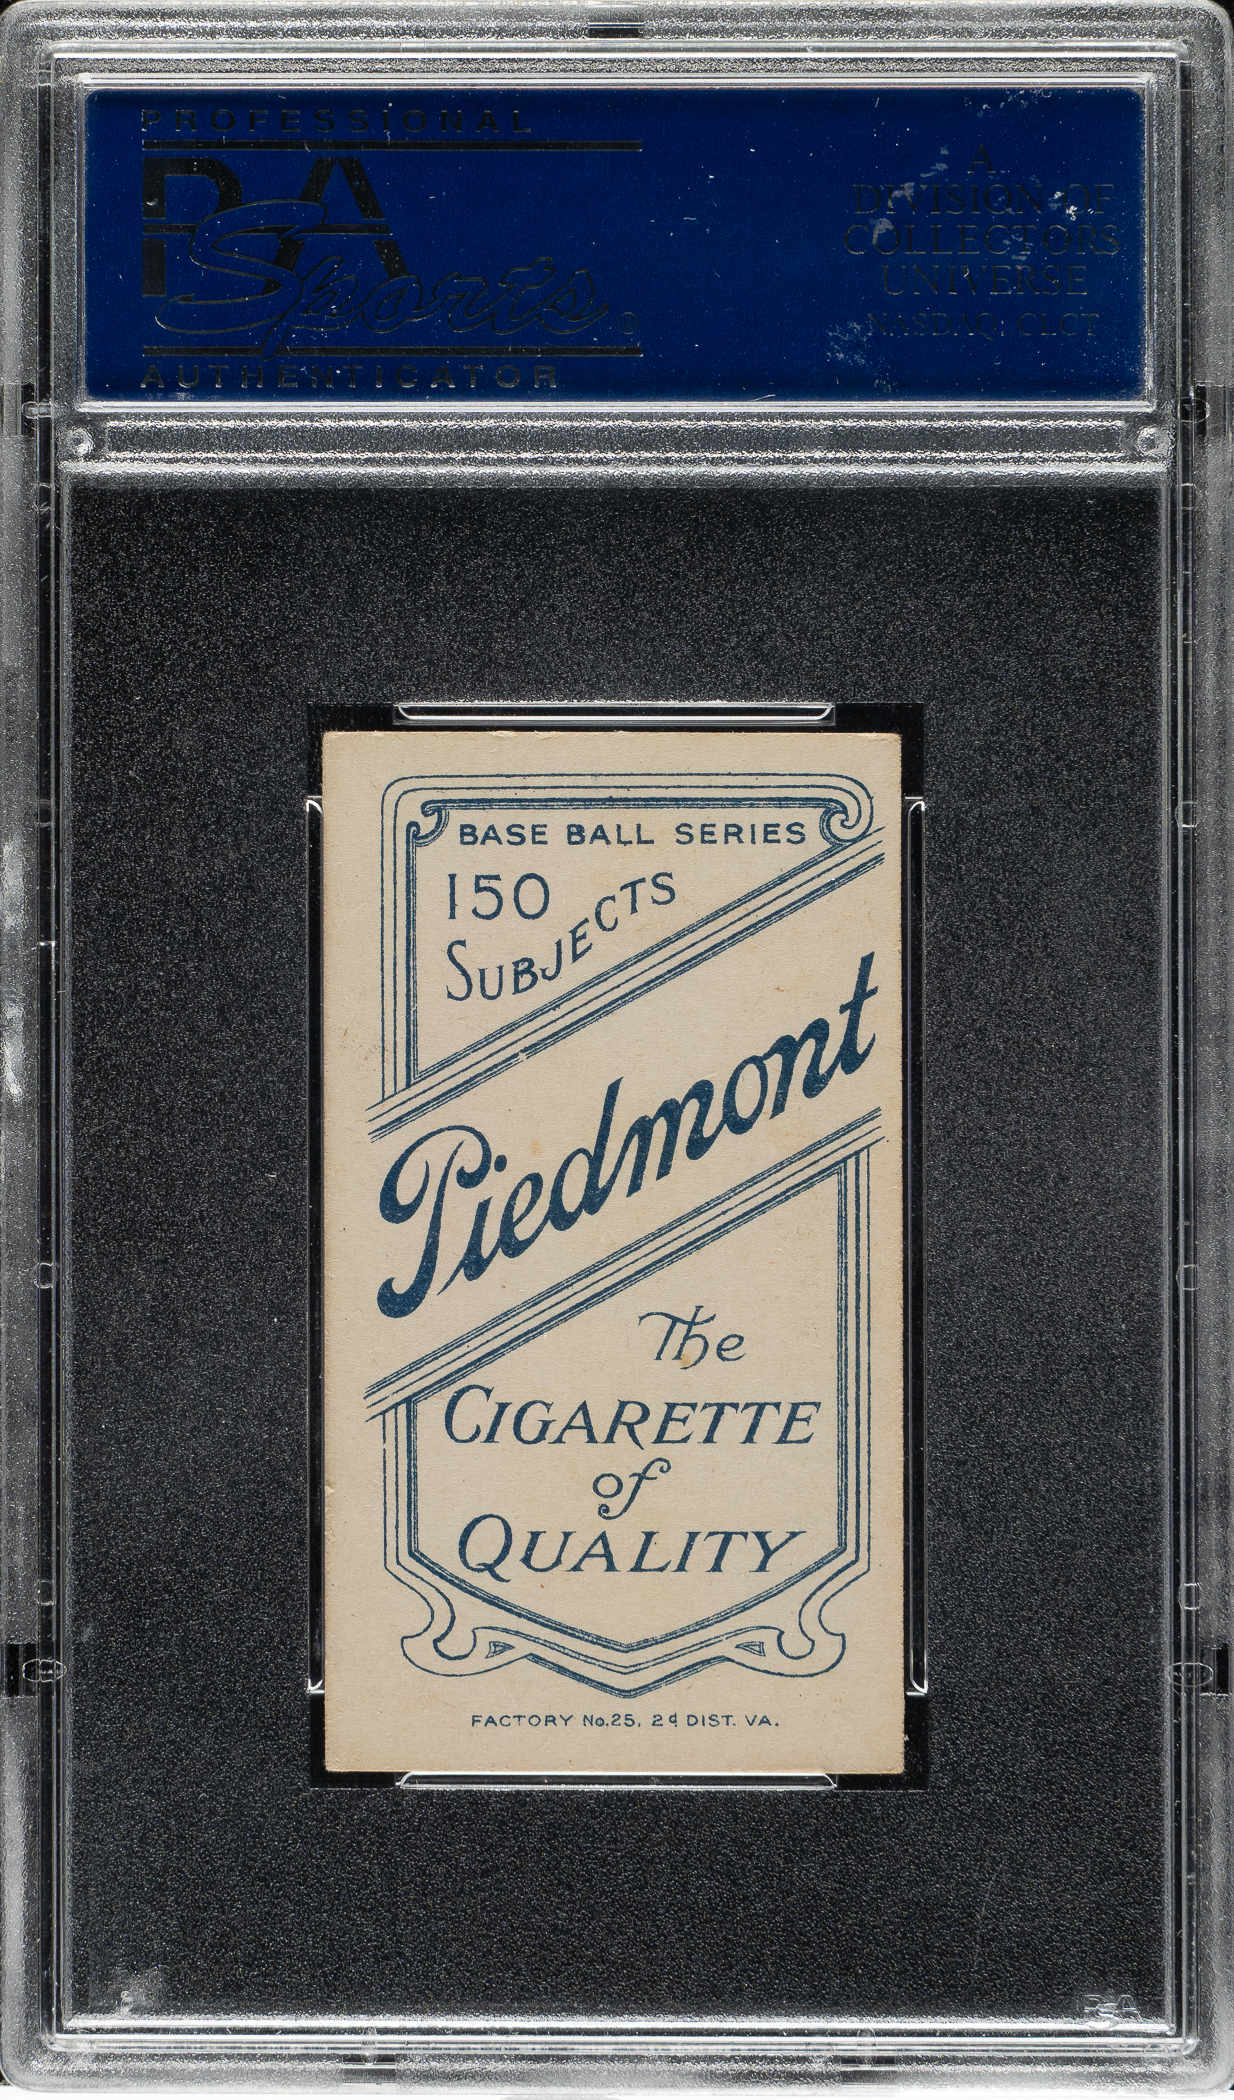 PROFESSIONAL
PSA
Sports®
AUTHENTICATOR
A
DIVISION OF
COLLECTORS
UNIVERSE
NASDAQ: CLCT
BASE BALL SERIES
150
SUBJECTS
Piedmont
The
CIGARETTE
of
QUALITY
FACTORY No.25, 2d DIST. VA.
PSA